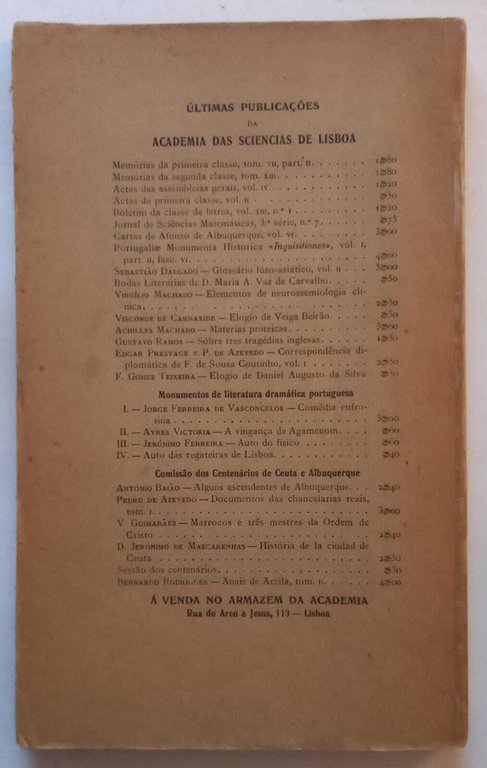 ÚLTIMAS PUBLICAÇÕES
DA
ACADEMIA DAS SCIENCIAS DE LISBOA
Memórias da primeira classe, tom. VII, part. II. . . . . . . 1$80
Memórias da segunda classe, tom. XIII. . . . . . . . . 1$80
Actas das assembleias gerais, vol. IV . . . . . . . . . 1$20
Actas da primeira classe, vol. II . . . . . . . . . $50
Boletim da classe de letras, vol. XIII, n.º 1 . . . . . . . . 1$20
Jornal de Sciências Matemáticas, 3.ª série, n.º 7. . . . . . $75
Cartas de Afonso de Albuquerque, vol. VI. . . . . . . . 3$00
Portugaliæ Monumenta Historica «Inquisitiones», vol. I,
part. II, fasc. VI. . . . . . . . . . . . . 4$00
SEBASTIÃO DALGADO — Glossário luso-asiático, vol. II . . . . 5$00
Bodas Literárias de D. Maria A. Vaz de Carvalho. . . . . . $50
VIRGÍLIO MACHADO — Elementos de neurossemiologia clí-
nica. . . . . . . . . . . . . 2$50
VISCONDE DE CARNAXIDE — Elogio de Veiga Beirão. . . . . $50
ACHILLES MACHADO — Materias proteicas. . . . . . . . 3$00
GUSTAVO RAMOS — Sôbre tres tragédias inglesas. . . . . . 1$50
EDGAR PRESTAGE e P. DE AZEVEDO — Correspondência di-
plomática de F. de Sousa Coutinho, vol. I . . . . . . . 2$50
F. GOMES TEIXEIRA — Elogio de Daniel Augusto da Silva $50
Monumentos de literatura dramática portuguesa
I. — JORGE FERREIRA DE VASCONCELOS — Comédia eufro-
sina . . . . . . . . . . . . . 3$00
II. — AYRES VICTORIA — A vingança de Agamenom. . . . $60
III. — JERÓNIMO FERREIRA — Auto do físico . . . . . . . $60
IV. — Auto das regateiras de Lisboa. . . . . . . . . . $40
Comissão dos Centenários de Ceuta e Albuquerque
ANTÓNIO BAIÃO — Alguns ascendentes de Albuquerque. . . . 2$40
PEDRO DE AZEVEDO — Documentos das chancelarias reais,
tom. I. . . . . . . . . . . . . 3$00
V GUIMARÃES — Marrocos e três mestres da Ordem de
Cristo . . . . . . . . . . . . . 2$40
D. JERÓNIMO DE MASCARENHAS — História de la ciudad de
Ceuta . . . . . . . . . . . . . 2$50
Sessão dos centenários. . . . . . . . . . . . . $50
BERNARDO RODRIGUES — Anais de Arzila, tom. II. . . . . . 4$00
Á VENDA NO ARMAZEM DA ACADEMIA
Rua do Arco a Jesus, 113 — Lisboa